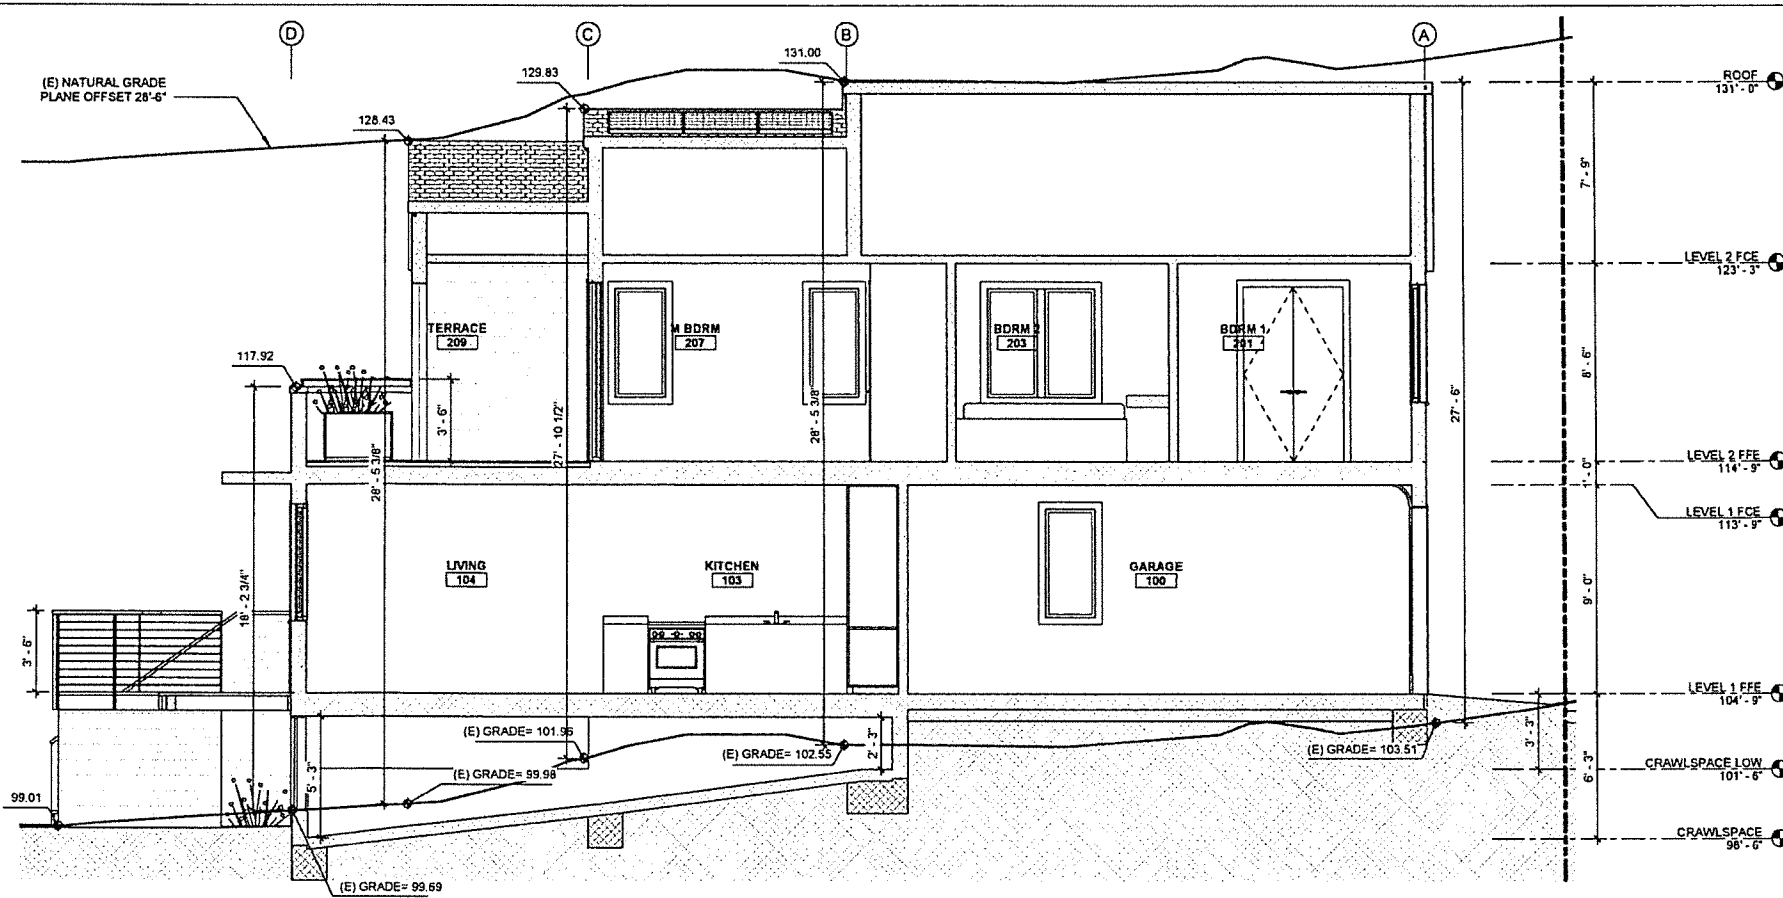 D
C
B
A
(E) NATURAL GRADE
PLANE OFFSET 28'-6"
128.43
129.83
131.00
ROOF
131' - 0"
7' - 9"
LEVEL 2 FCE
123' - 3"
TERRACE
209
M BDRM
207
BDRM 2
203
BDRM 1
201
117.92
3' - 6"
28' - 5 3/8"
27' - 10 1/2"
28' - 5 3/8"
27' - 6"
8' - 6"
LEVEL 2 FFE
114' - 9"
1' - 0"
LEVEL 1 FCE
113' - 9"
LIVING
104
KITCHEN
103
GARAGE
100
18' - 2 3/4"
3' - 6"
9' - 0"
LEVEL 1 FFE
104' - 9"
(E) GRADE= 101.96
(E) GRADE= 102.55
(E) GRADE= 103.51
2' - 3"
3' - 3"
(E) GRADE= 99.98
5' - 3"
6' - 3"
CRAWLSPACE LOW
101' - 6"
99.01
CRAWLSPACE
98' - 6"
(E) GRADE= 99.69